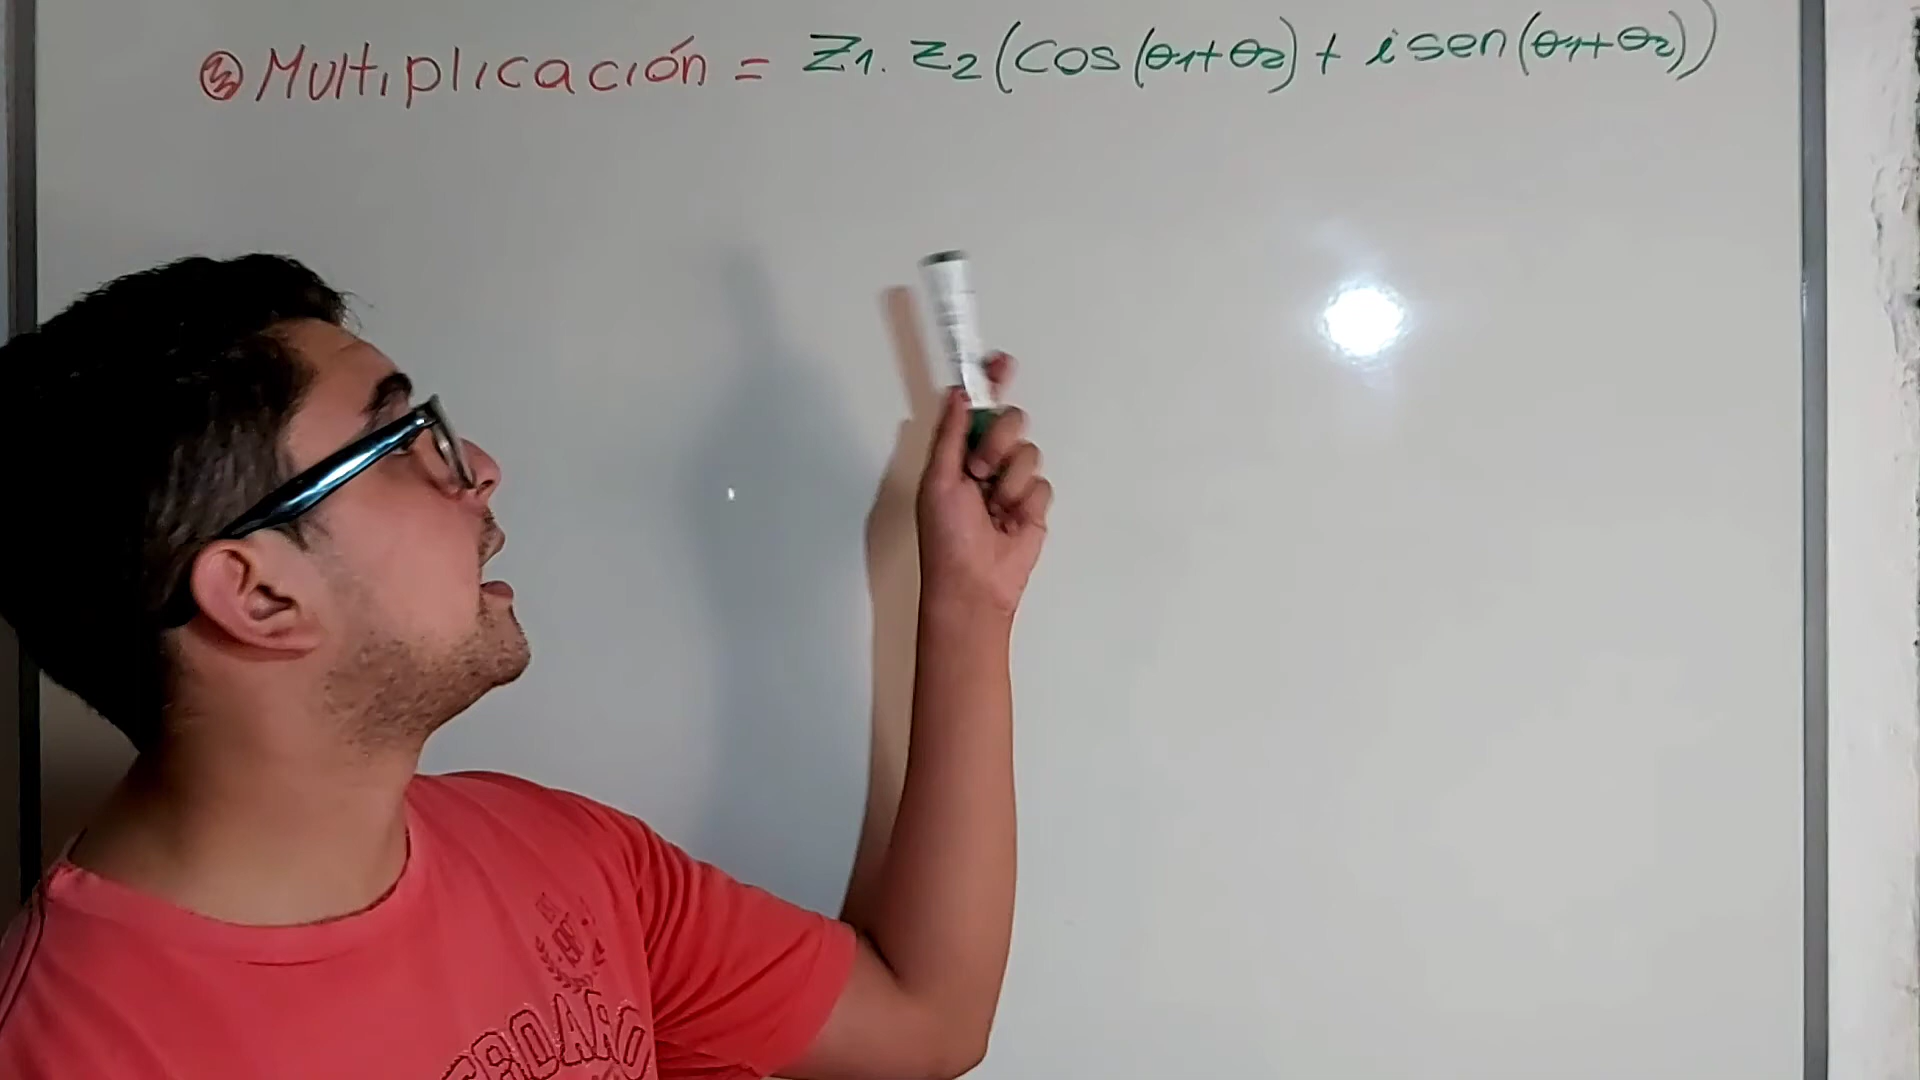 ③ Multiplicación = Z1 . Z2 (cos (θ1+θ2) + i sen (θ1+θ2))